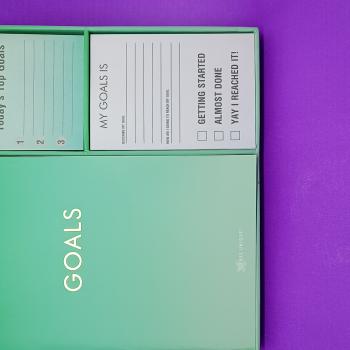 Today's Top Goals
1
2
3
MY GOALS IS
GETTING STARTED
ALMOST DONE
YAY I REACHED IT!
GOALS